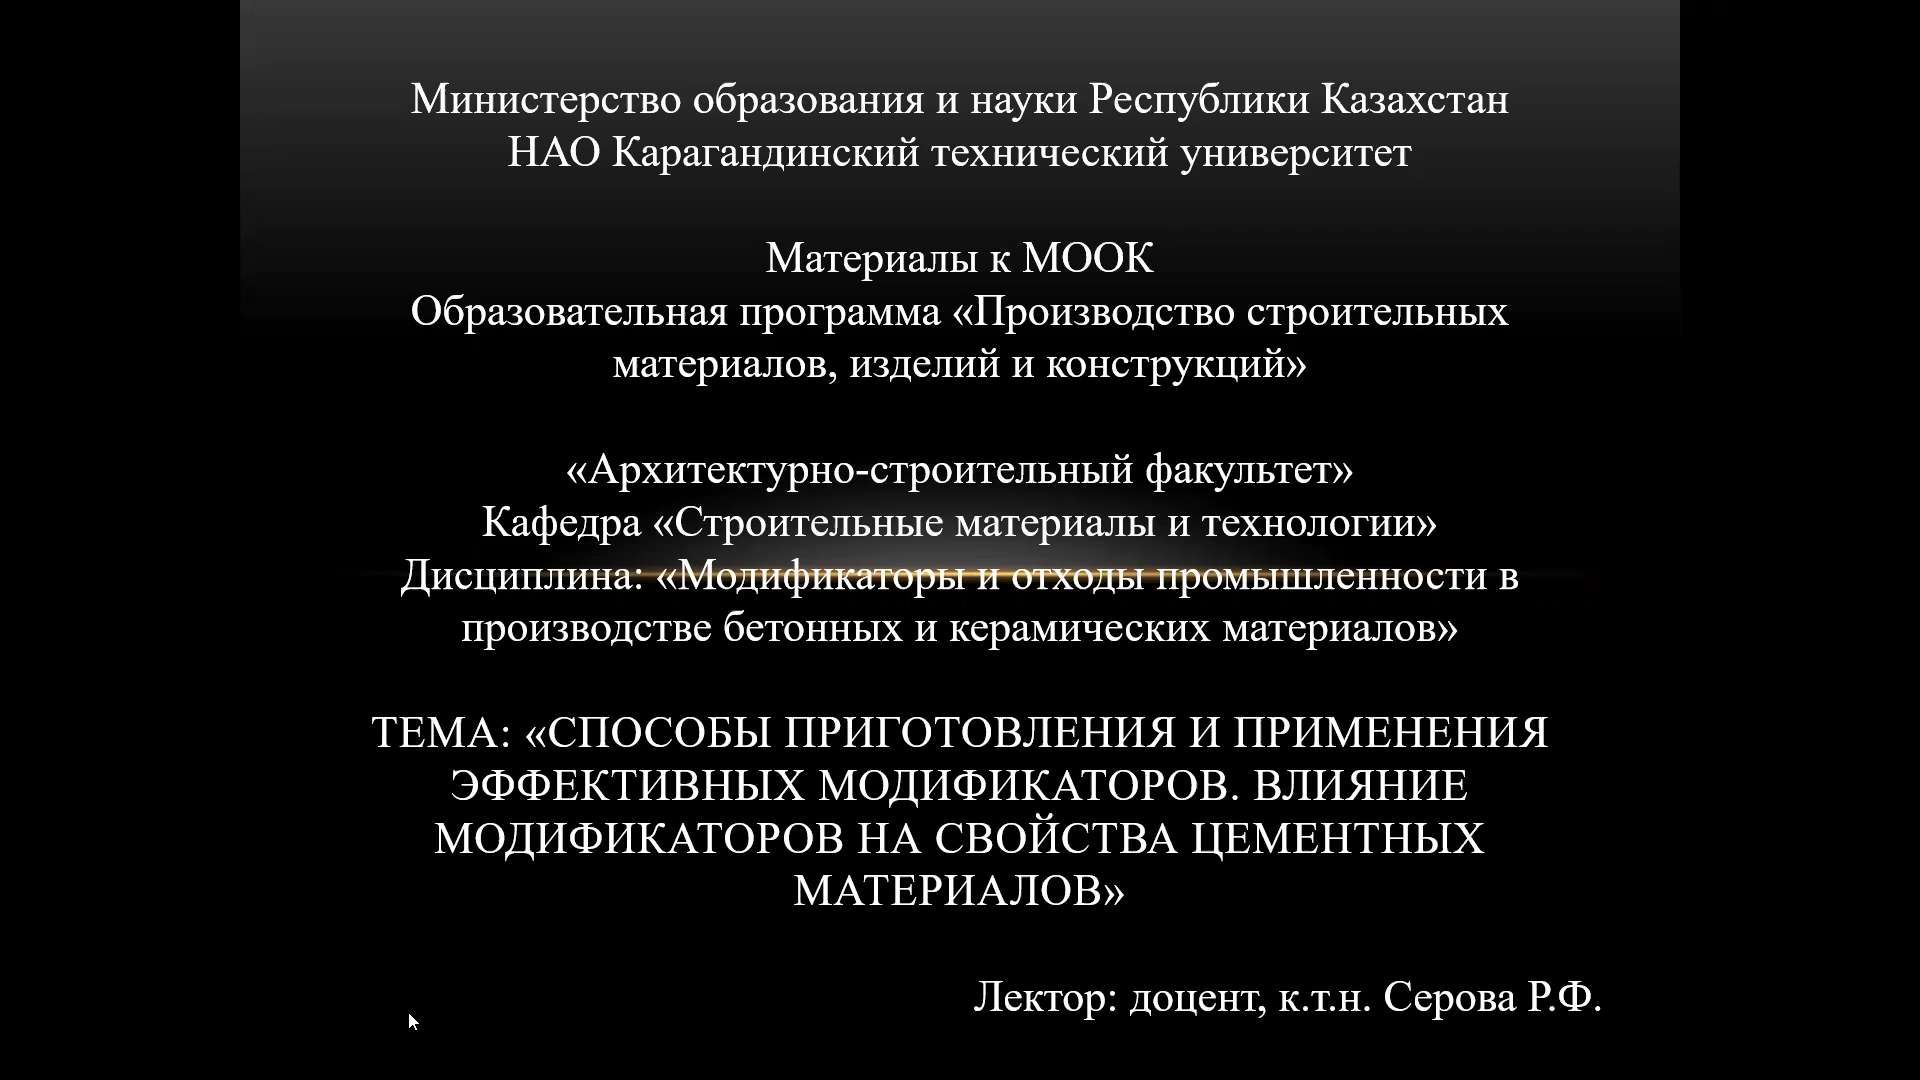 Министерство образования и науки Республики Казахстан
НАО Карагандинский технический университет
Материалы к МООК
Образовательная программа «Производство строительных
материалов, изделий и конструкций»
«Архитектурно-строительный факультет»
Кафедра «Строительные материалы и технологии»
Дисциплина: «Модификаторы и отходы промышленности в
производстве бетонных и керамических материалов»
ТЕМА: «СПОСОБЫ ПРИГОТОВЛЕНИЯ И ПРИМЕНЕНИЯ
ЭФФЕКТИВНЫХ МОДИФИКАТОРОВ. ВЛИЯНИЕ
МОДИФИКАТОРОВ НА СВОЙСТВА ЦЕМЕНТНЫХ
МАТЕРИАЛОВ»
Лектор: доцент, к.т.н. Серова Р.Ф.